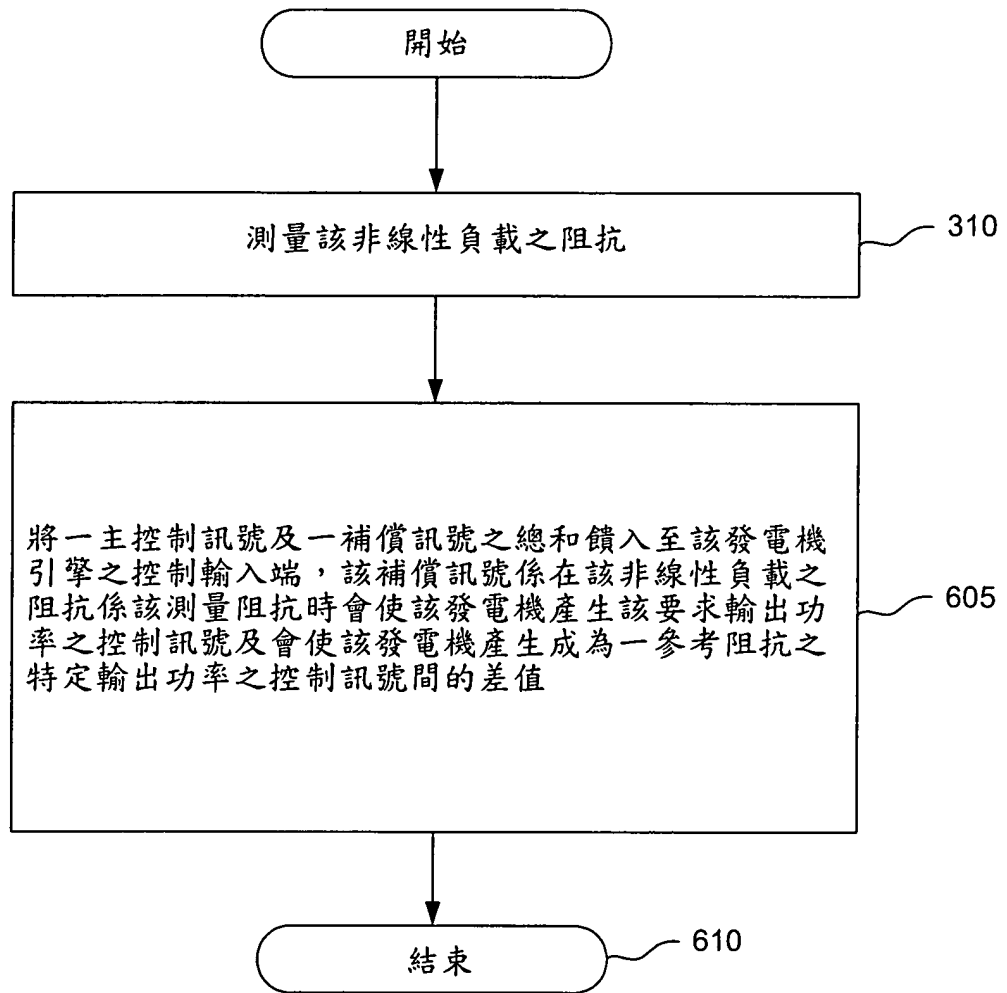 開始
測量該非線性負載之阻抗
310
將一主控制訊號及一補償訊號之總和饋入至該發電機
引擎之控制輸入端，該補償訊號係在該非線性負載之
阻抗係該測量阻抗時會使該發電機產生該要求輸出功
率之控制訊號及會使該發電機產生成為一參考阻抗之
特定輸出功率之控制訊號間的差值
605
結束
610